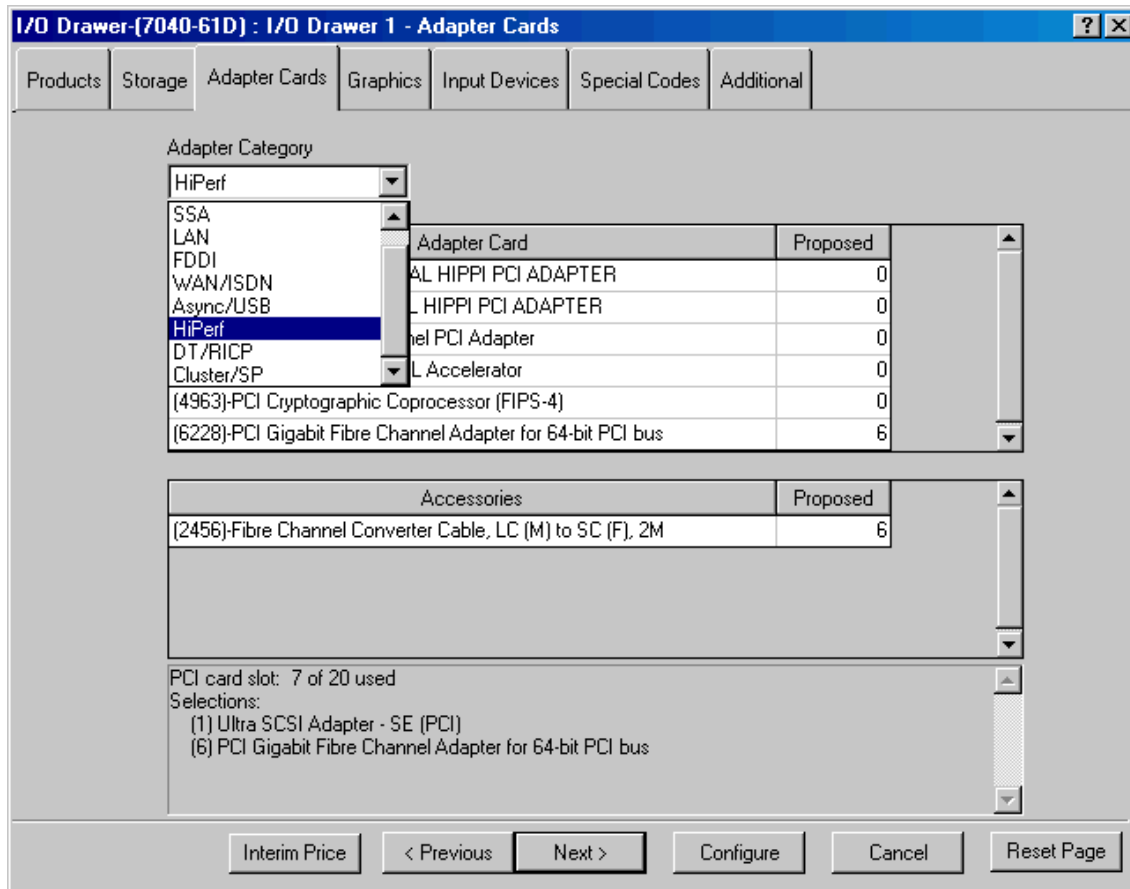 I/O Drawer-(7040-61D) : I/O Drawer 1 - Adapter Cards
Products Storage Adapter Cards Graphics Input Devices Special Codes Additional
Adapter Category
HiPerf
SSA
LAN
FDDI
WAN/ISDN
Async/USB
HiPerf
DT/RICP
Cluster/SP
Adapter Card Proposed
AL HIPPI PCI ADAPTER 0
L HIPPI PCI ADAPTER 0
nel PCI Adapter 0
L Accelerator 0
(4963)-PCI Cryptographic Coprocessor (FIPS-4) 0
(6228)-PCI Gigabit Fibre Channel Adapter for 64-bit PCI bus 6
Accessories Proposed
(2456)-Fibre Channel Converter Cable, LC (M) to SC (F), 2M 6
PCI card slot: 7 of 20 used
Selections:
(1) Ultra SCSI Adapter - SE (PCI)
(6) PCI Gigabit Fibre Channel Adapter for 64-bit PCI bus
Interim Price < Previous Next > Configure Cancel Reset Page